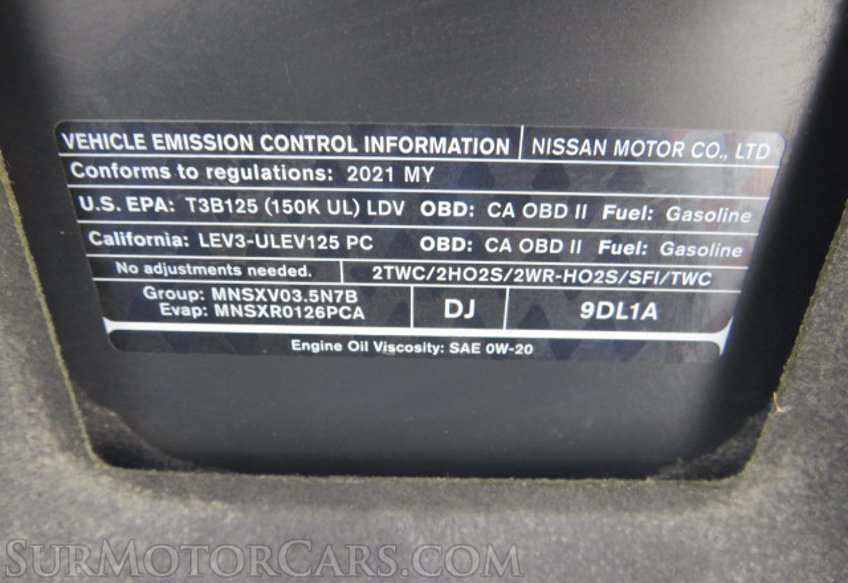 VEHICLE EMISSION CONTROL INFORMATION NISSAN MOTOR CO., LTD
Conforms to regulations: 2021 MY
U.S. EPA: T3B125 (150K UL) LDV OBD: CA OBD II Fuel: Gasoline
California: LEV3-ULEV125 PC OBD: CA OBD II Fuel: Gasoline
No adjustments needed. 2TWC/2HO2S/2WR-HO2S/SFI/TWC
Group: MNSXV03.5N7B
Evap: MNSXR0126PCA DJ 9DL1A
Engine Oil Viscosity: SAE 0W-20
SurMotorCars.com